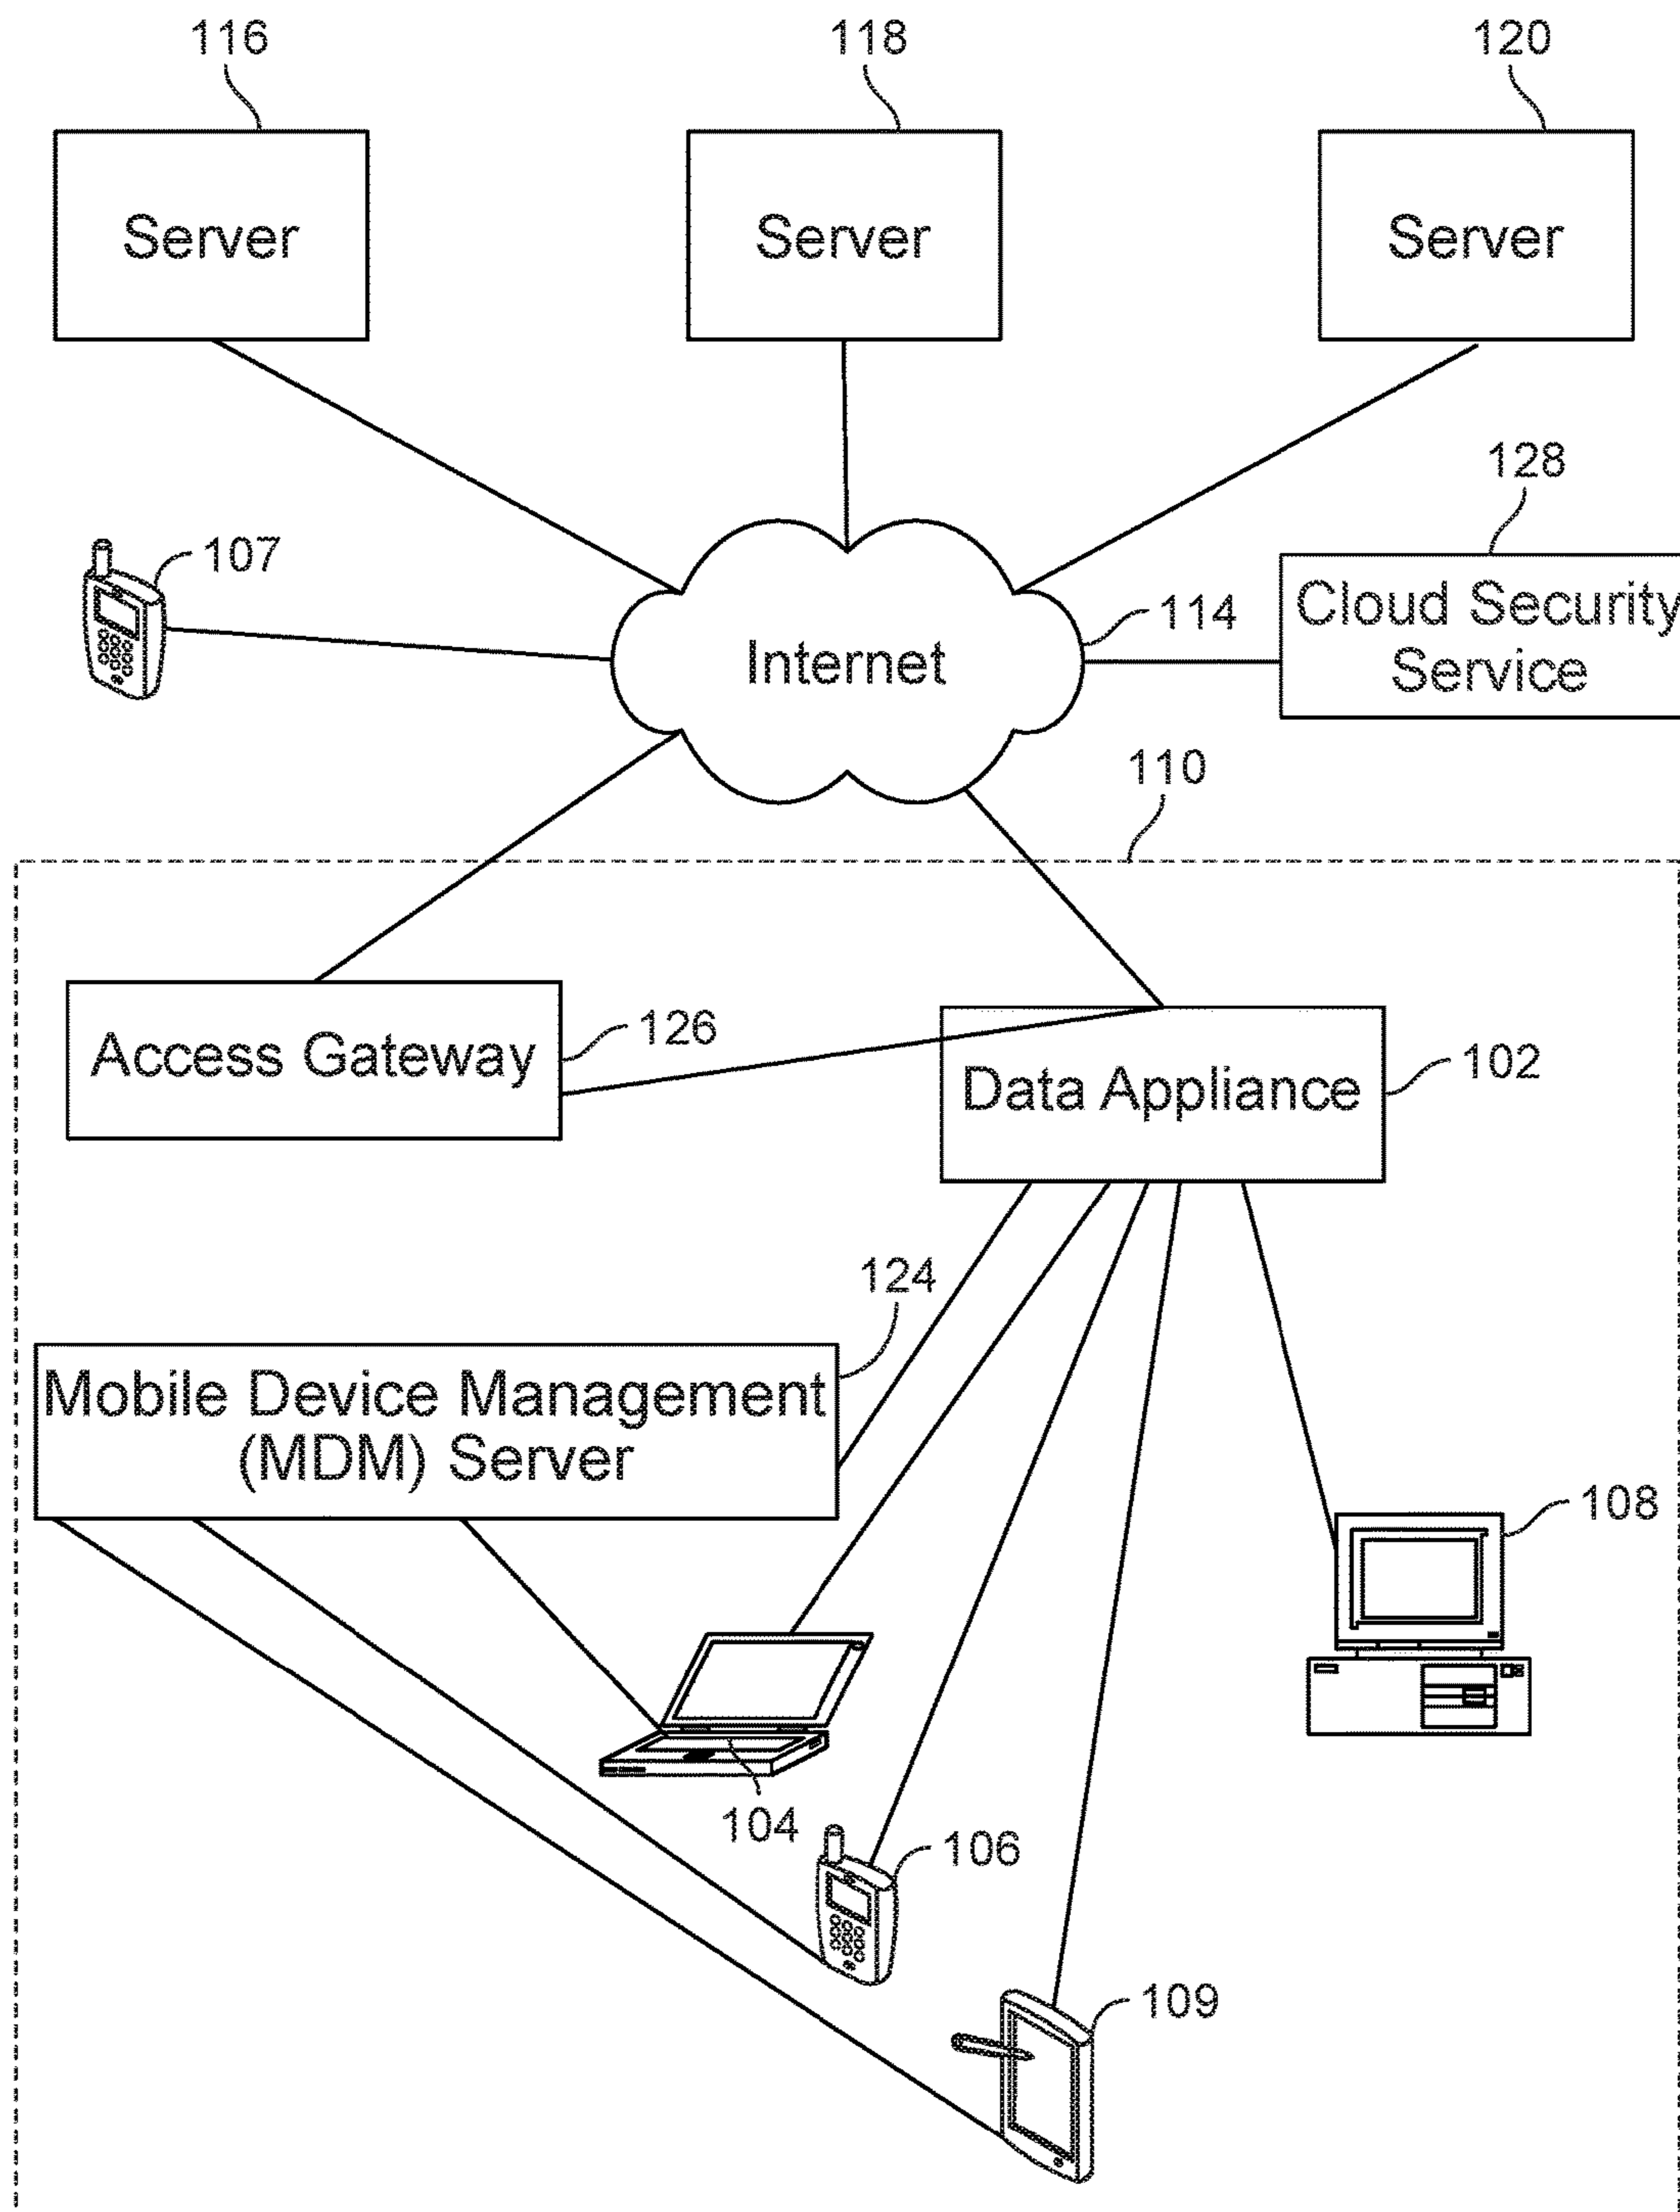 116
118
120
Server
Server
Server
128
107
114
Cloud Security
Service
Internet
110
Access Gateway
126
Data Appliance
102
124
Mobile Device Management
(MDM) Server
108
104
106
109